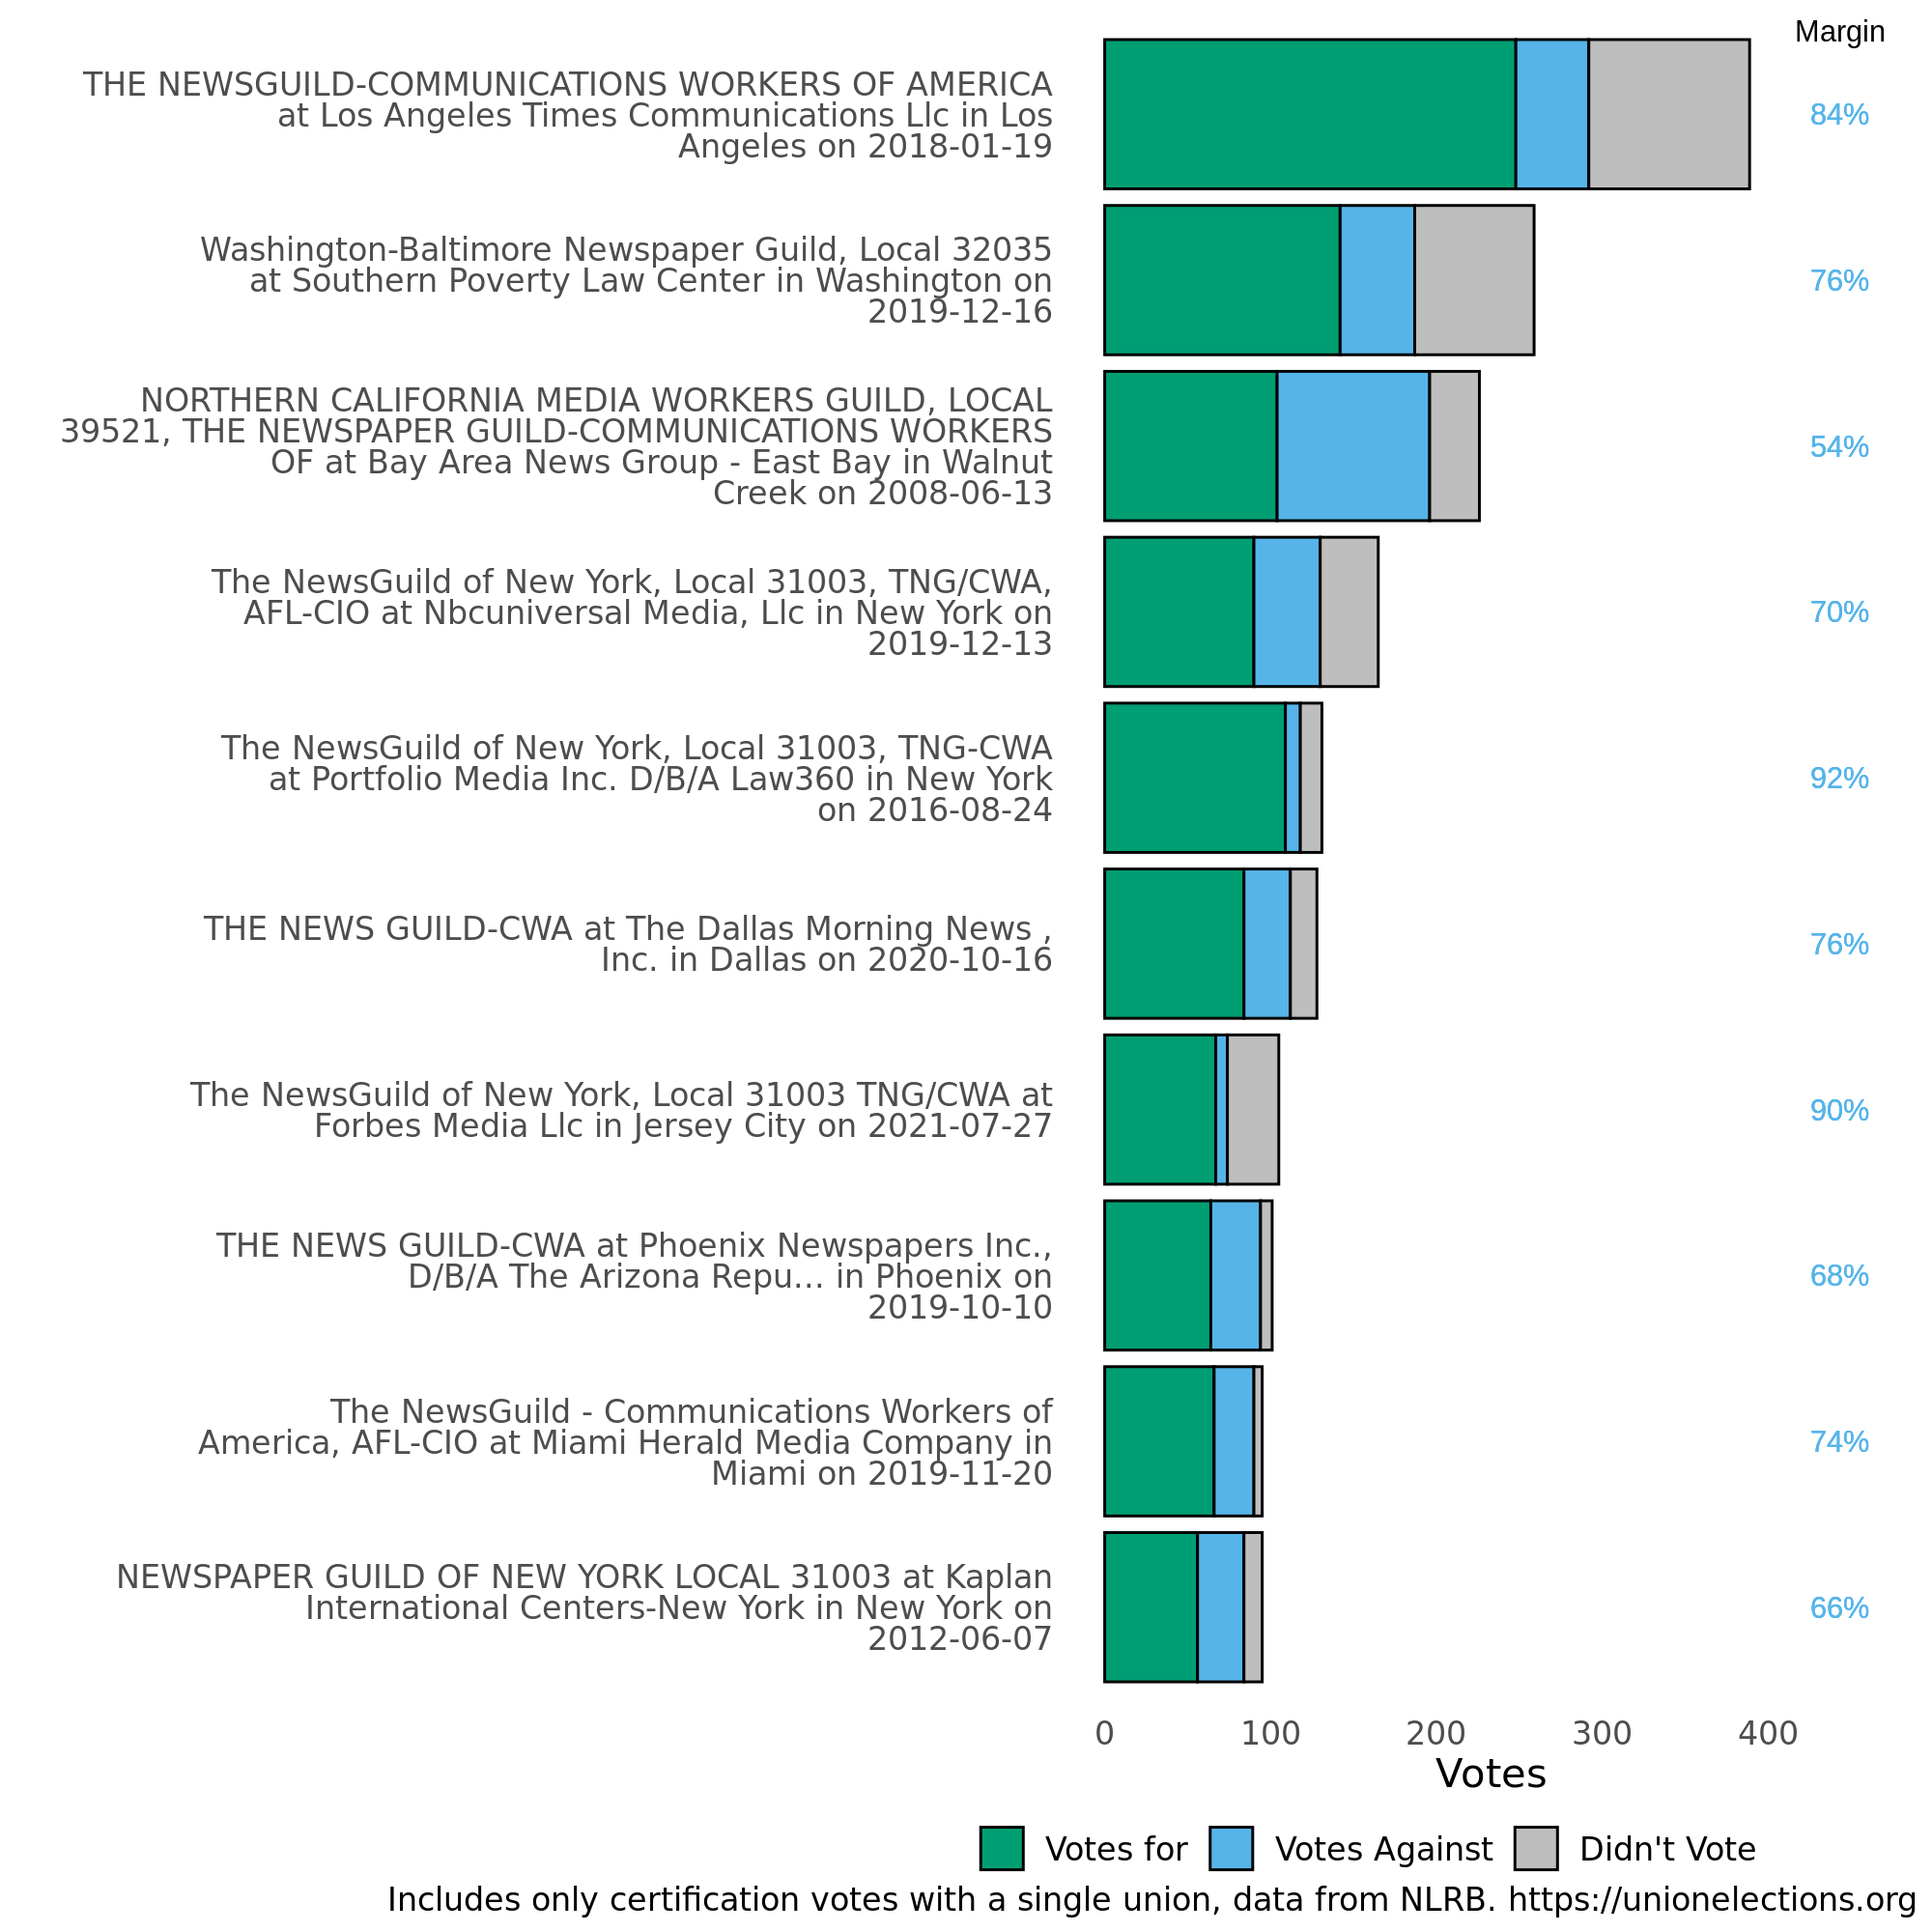 Margin
THE NEWSGUILD-COMMUNICATIONS WORKERS OF AMERICA
at Los Angeles Times Communications Llc in Los
Angeles on 2018-01-19
84%
Washington-Baltimore Newspaper Guild, Local 32035
at Southern Poverty Law Center in Washington on
2019-12-16
76%
NORTHERN CALIFORNIA MEDIA WORKERS GUILD, LOCAL
39521, THE NEWSPAPER GUILD-COMMUNICATIONS WORKERS
OF at Bay Area News Group - East Bay in Walnut
Creek on 2008-06-13
54%
The NewsGuild of New York, Local 31003, TNG/CWA,
AFL-CIO at Nbcuniversal Media, Llc in New York on
2019-12-13
70%
The NewsGuild of New York, Local 31003, TNG-CWA
at Portfolio Media Inc. D/B/A Law360 in New York
on 2016-08-24
92%
THE NEWS GUILD-CWA at The Dallas Morning News ,
Inc. in Dallas on 2020-10-16
76%
The NewsGuild of New York, Local 31003 TNG/CWA at
Forbes Media Llc in Jersey City on 2021-07-27
90%
THE NEWS GUILD-CWA at Phoenix Newspapers Inc.,
D/B/A The Arizona Repu... in Phoenix on
2019-10-10
68%
The NewsGuild - Communications Workers of
America, AFL-CIO at Miami Herald Media Company in
Miami on 2019-11-20
74%
NEWSPAPER GUILD OF NEW YORK LOCAL 31003 at Kaplan
International Centers-New York in New York on
2012-06-07
66%
0 100 200 300 400
Votes
Votes for Votes Against Didn't Vote
Includes only certification votes with a single union, data from NLRB. https://unionelections.org